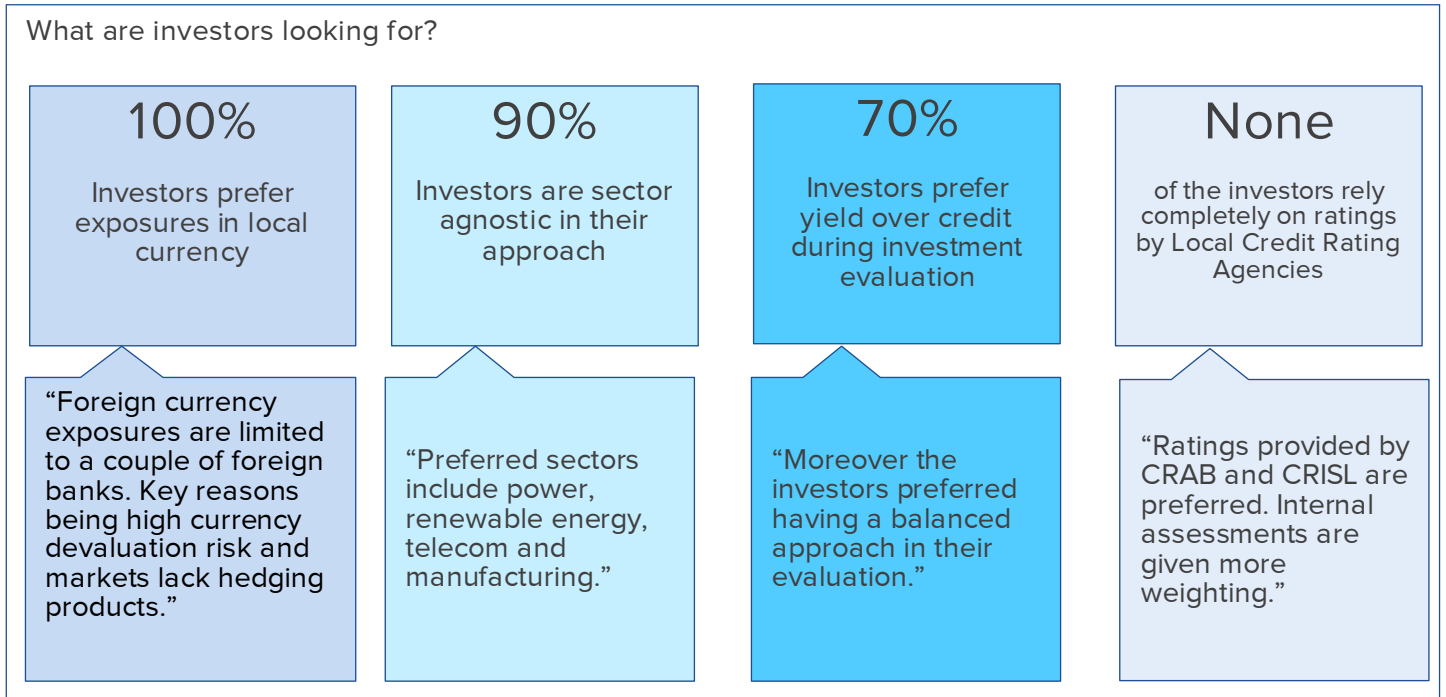 What are investors looking for?
100%
Investors prefer
exposures in local
currency
90%
Investors are sector
agnostic in their
approach
70%
Investors prefer
yield over credit
during investment
evaluation
None
of the investors rely
completely on ratings
by Local Credit Rating
Agencies
“Foreign currency
exposures are limited
to a couple of foreign
banks. Key reasons
being high currency
devaluation risk and
markets lack hedging
products.”
“Preferred sectors
include power,
renewable energy,
telecom and
manufacturing.”
“Moreover the
investors preferred
having a balanced
approach in their
evaluation.”
“Ratings provided by
CRAB and CRISL are
preferred. Internal
assessments are
given more
weighting.”